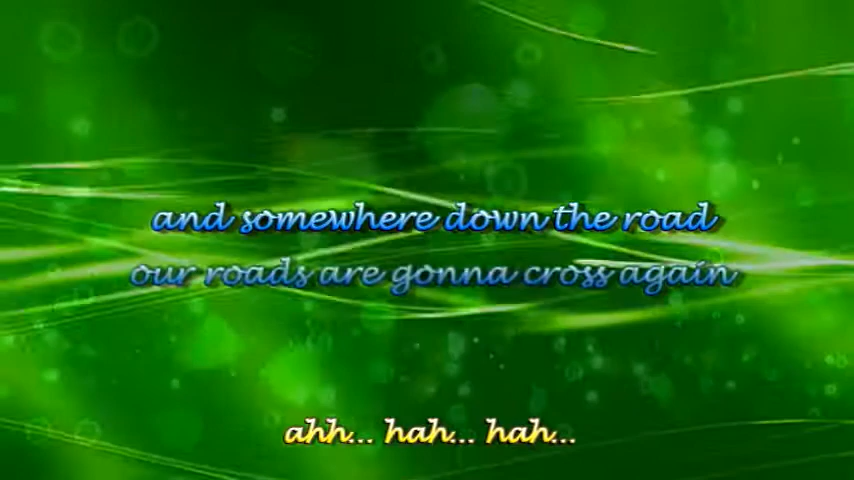 and somewhere down the road
our roads are gonna cross again
ahh... hah... hah...